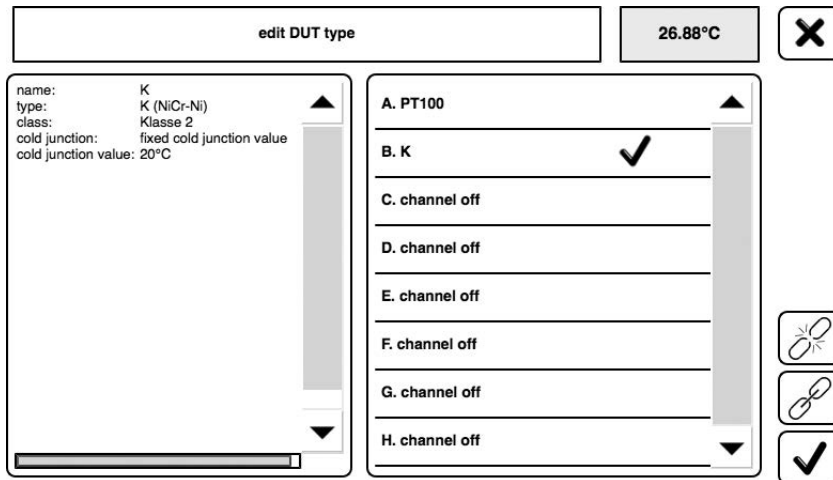 edit DUT type
26.88°C
name: K
type: K (NiCr-Ni)
class: Klasse 2
cold junction: fixed cold junction value
cold junction value: 20°C
A. PT100
B. K
C. channel off
D. channel off
E. channel off
F. channel off
G. channel off
H. channel off